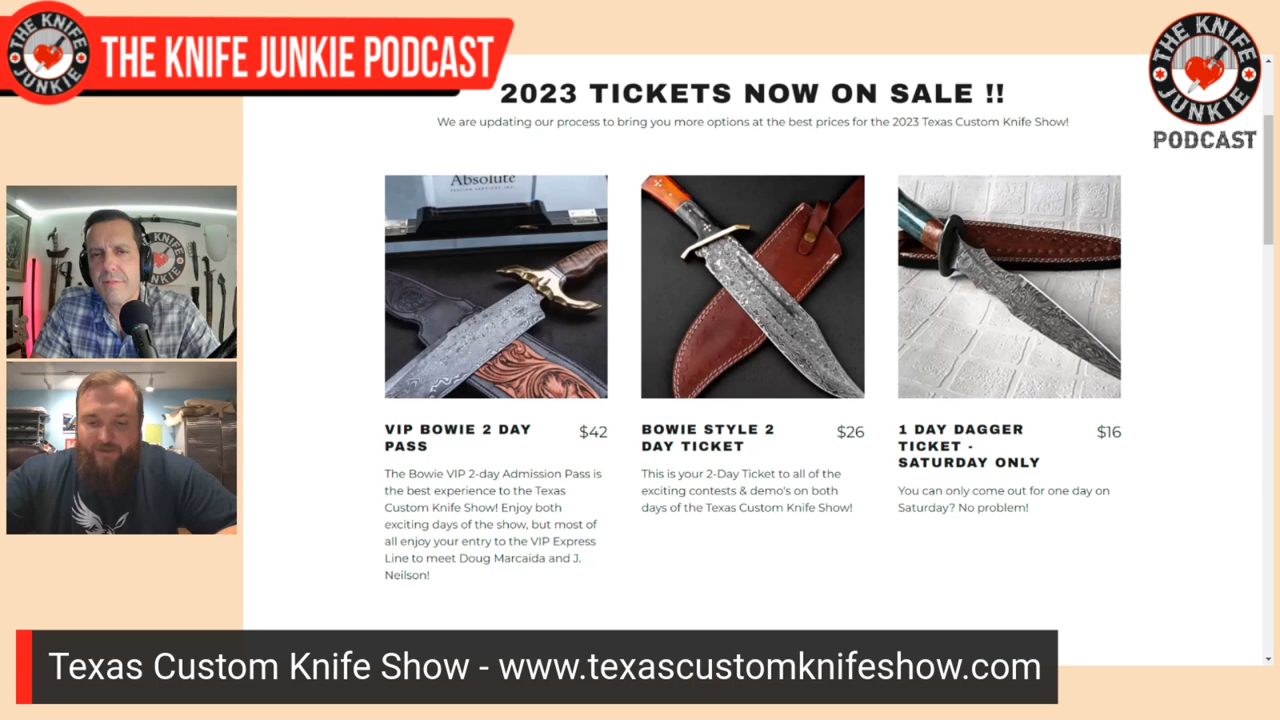 THE KNIFE
JUNKIE
THE KNIFE JUNKIE PODCAST
THE KNIFE
JUNKIE
PODCAST
2023 TICKETS NOW ON SALE !!
We are updating our process to bring you more options at the best prices for the 2023 Texas Custom Knife Show!
Absolute
KNIFE
JUNKIE
VIP BOWIE 2 DAY
PASS
$42
The Bowie VIP 2-day Admission Pass is
the best experience to the Texas
Custom Knife Show! Enjoy both
exciting days of the show, but most of
all enjoy your entry to the VIP Express
Line to meet Doug Marcaida and J.
Neilson!
BOWIE STYLE 2
DAY TICKET
$26
This is your 2-Day Ticket to all of the
exciting contests & demo's on both
days of the Texas Custom Knife Show!
1 DAY DAGGER
TICKET -
SATURDAY ONLY
$16
You can only come out for one day on
Saturday? No problem!
Texas Custom Knife Show - www.texascustomknifeshow.com